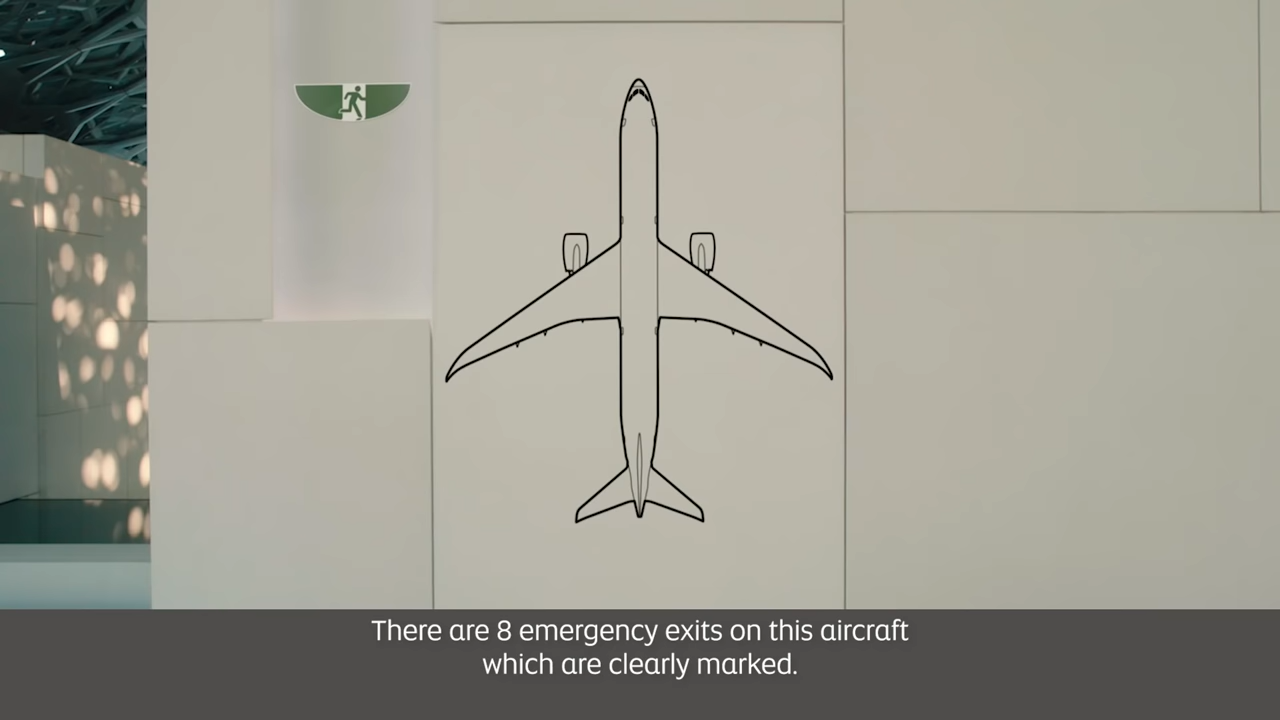 There are 8 emergency exits on this aircraft
which are clearly marked.